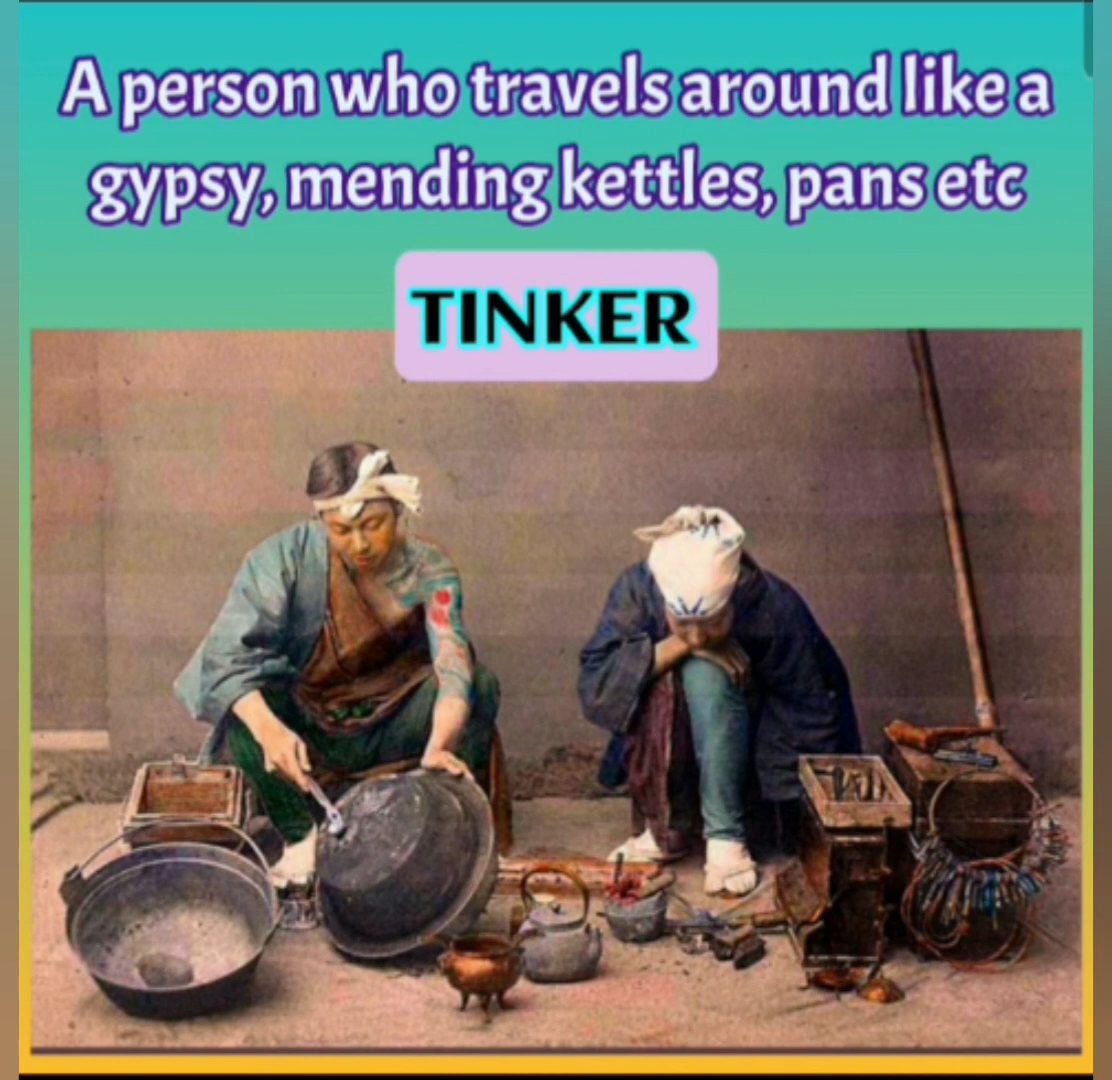 A person who travels around like a
gypsy, mending kettles, pans etc
TINKER